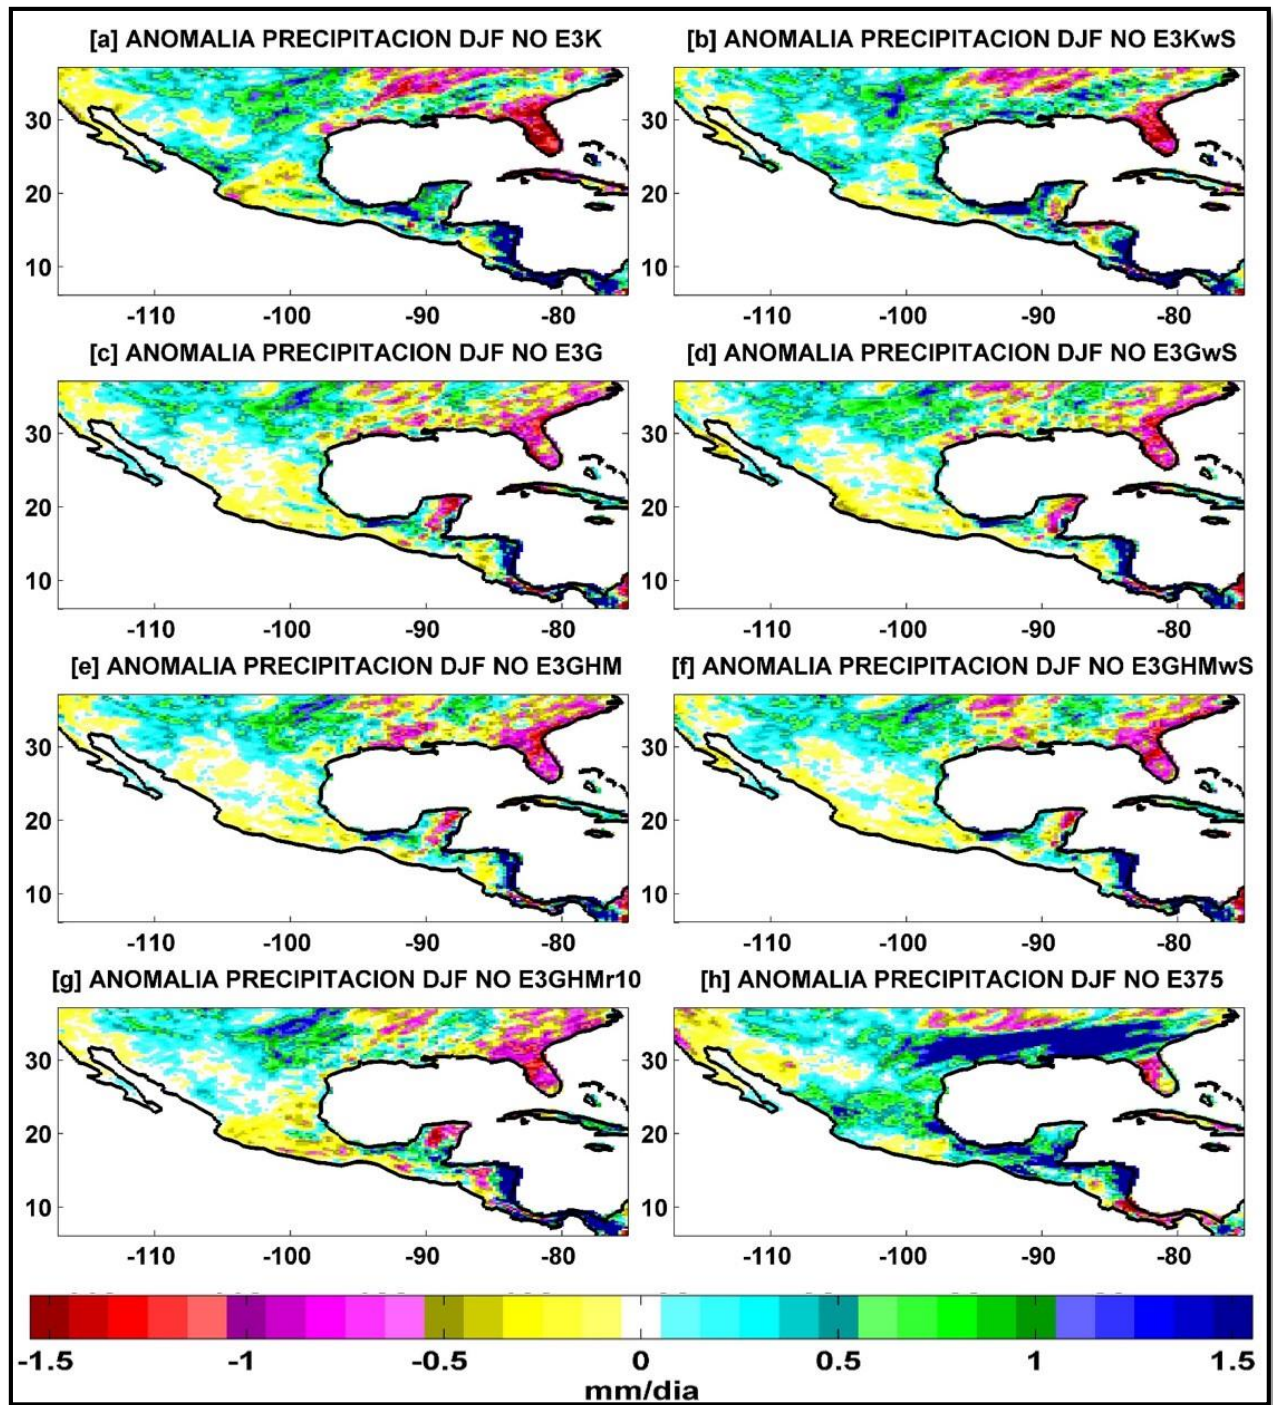 [a] ANOMALIA PRECIPITACION DJF NO E3K
[b] ANOMALIA PRECIPITACION DJF NO E3KwS
30
20
10
-110 -100 -90 -80
30
20
10
-110 -100 -90 -80
[c] ANOMALIA PRECIPITACION DJF NO E3G
[d] ANOMALIA PRECIPITACION DJF NO E3GwS
30
20
10
-110 -100 -90 -80
30
20
10
-110 -100 -90 -80
[e] ANOMALIA PRECIPITACION DJF NO E3GHM
[f] ANOMALIA PRECIPITACION DJF NO E3GHMwS
30
20
10
-110 -100 -90 -80
30
20
10
-110 -100 -90 -80
[g] ANOMALIA PRECIPITACION DJF NO E3GHMr10
[h] ANOMALIA PRECIPITACION DJF NO E375
30
20
10
-110 -100 -90 -80
30
20
10
-110 -100 -90 -80
-1.5 -1 -0.5 0 0.5 1 1.5
mm/dia